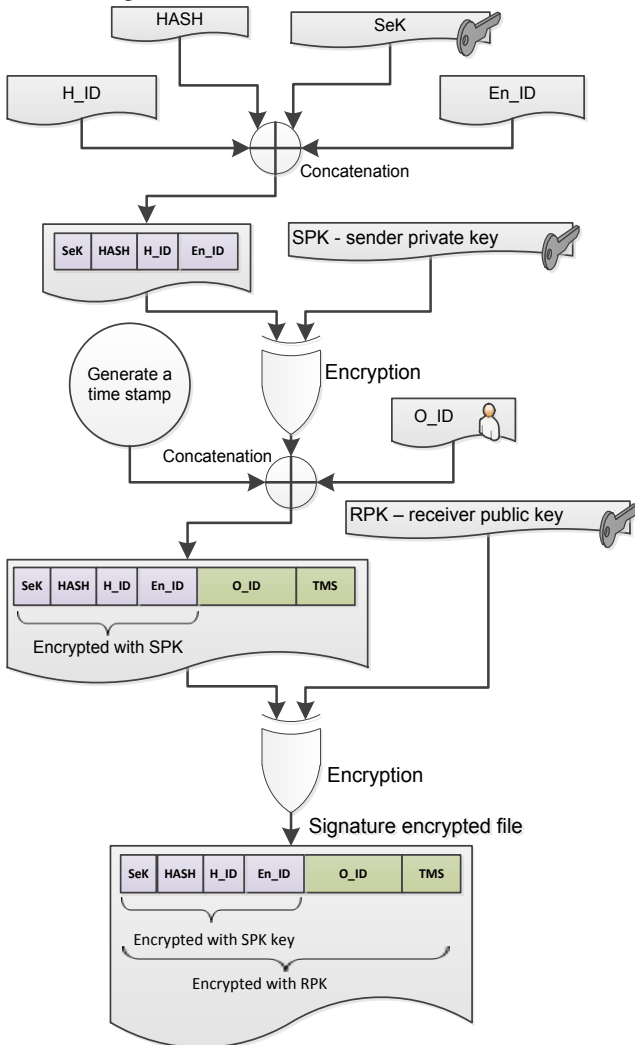 HASH
SeK
H_ID
En_ID
Concatenation
SeK HASH H_ID En_ID
SPK - sender private key
Generate a
time stamp
Encryption
O_ID
Concatenation
RPK – receiver public key
SeK HASH H_ID En_ID O_ID TMS
Encrypted with SPK
Encryption
Signature encrypted file
SeK HASH H_ID En_ID O_ID TMS
Encrypted with SPK key
Encrypted with RPK